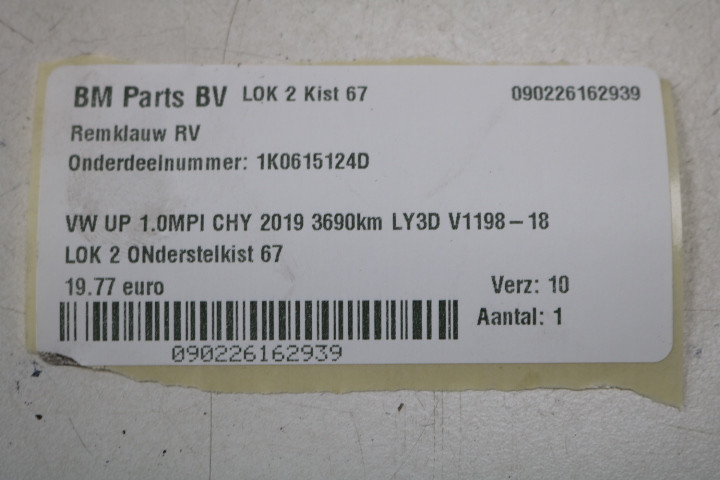 BM Parts BV LOK 2 Kist 67 090226162939
Remklauw RV
Onderdeelnummer: 1K0615124D
VW UP 1.0MPI CHY 2019 3690km LY3D V1198-18
LOK 2 ONderstelkist 67
19.77 euro Verz: 10
Aantal: 1
090226162939